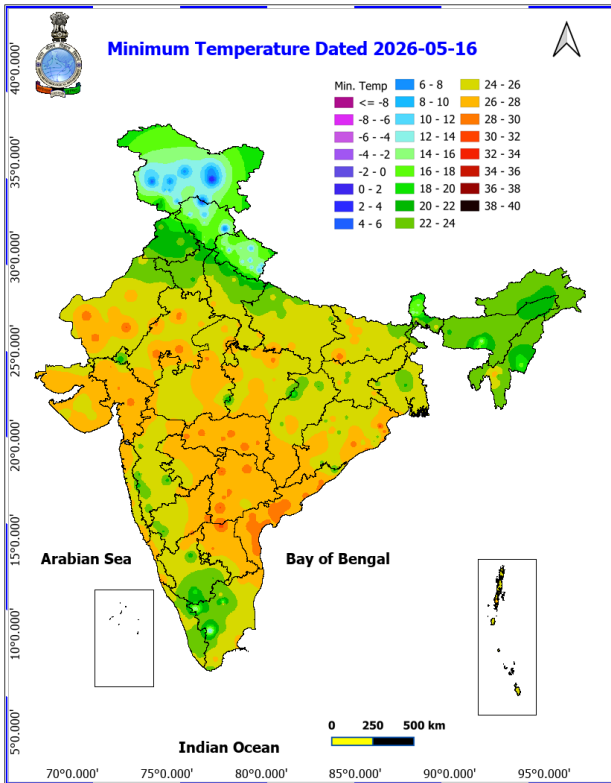 Minimum Temperature Dated 2026-05-16
Min. Temp
<= -8
-8 - -6
-6 - -4
-4 - -2
-2 - 0
0 - 2
2 - 4
4 - 6
6 - 8
8 - 10
10 - 12
12 - 14
14 - 16
16 - 18
18 - 20
20 - 22
22 - 24
24 - 26
26 - 28
28 - 30
30 - 32
32 - 34
34 - 36
36 - 38
38 - 40
40°0.000'
35°0.000'
30°0.000'
25°0.000'
20°0.000'
15°0.000'
10°0.000'
5°0.000'
Arabian Sea
Bay of Bengal
0 250 500 km
Indian Ocean
70°0.000' 75°0.000' 80°0.000' 85°0.000' 90°0.000' 95°0.000'